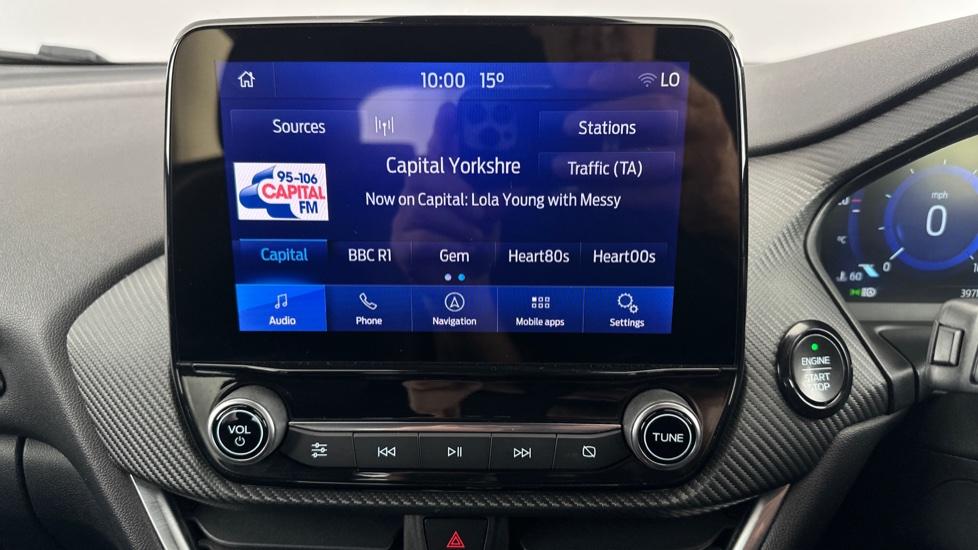 10:00 15° LO
Sources Stations
95-106
CAPITAL
FM
Capital Yorkshire
Traffic (TA)
Now on Capital: Lola Young with Messy
Capital BBC R1 Gem Heart80s Heart00s
Audio Phone Navigation Mobile apps Settings
VOL
TUNE
ENGINE
START
STOP
mph
0
0
°C
60